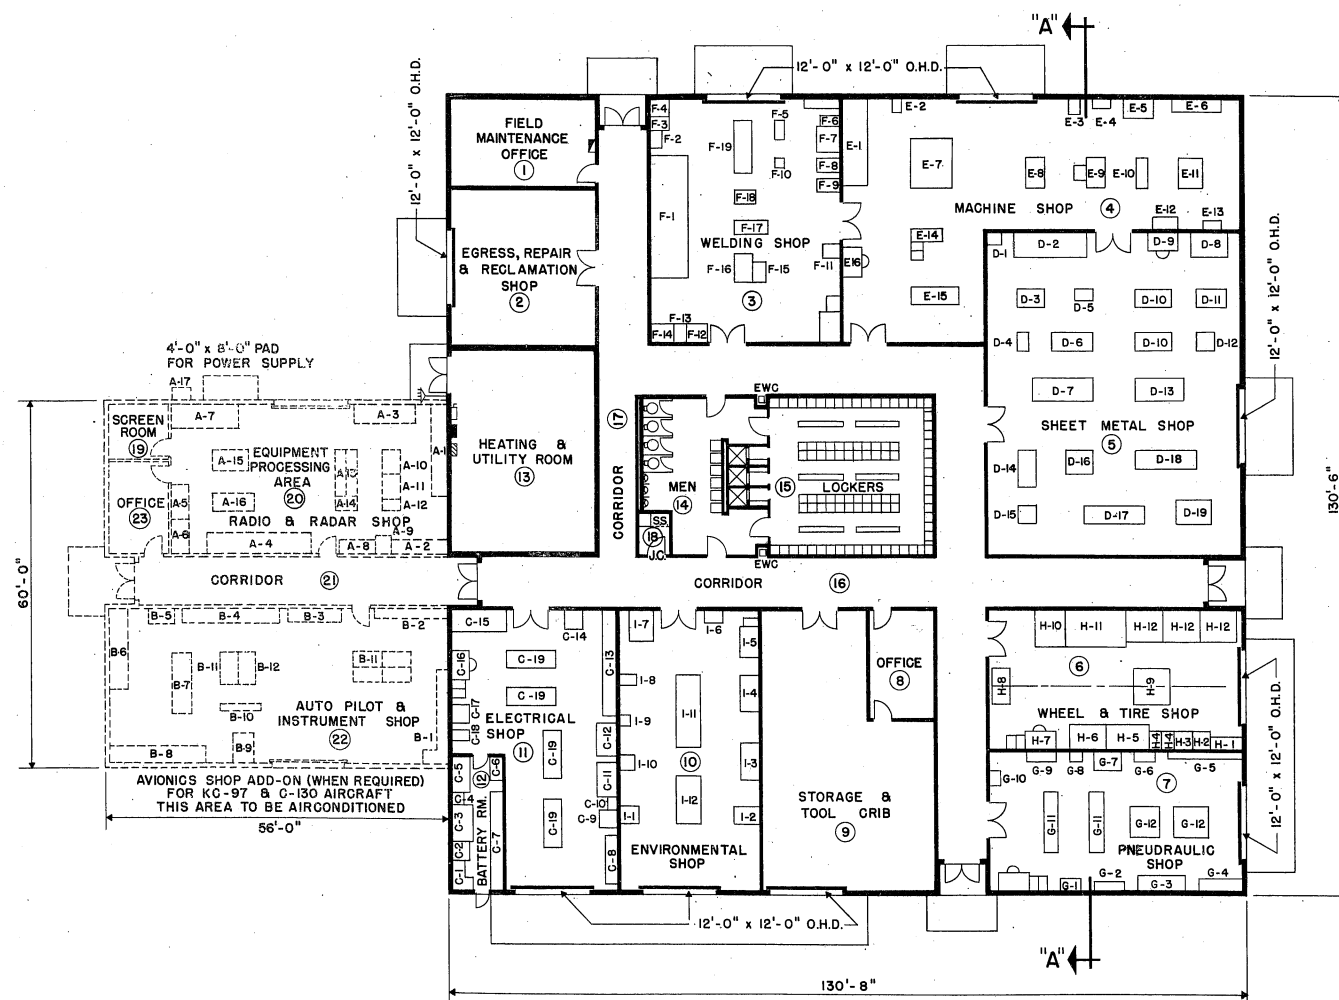 "A"
12'-0" x 12'-0" O.H.D.
12'-0" x 12'-0" O.H.D.
FIELD
MAINTENANCE
OFFICE
1
EGRESS, REPAIR
& RECLAMATION
SHOP
2
F-4
F-3
F-2
F-19
F-5
F-10
F-6
F-7
F-8
F-9
F-1
F-18
F-17
WELDING SHOP
F-16
F-15
F-11
3
F-13
F-14
F-12
E-1
E-2
E-3
E-4
E-5
E-6
E-7
E-8
E-9
E-10
E-11
MACHINE SHOP
4
E-12
E-13
E-14
E16
E-15
D-1
D-2
D-9
D-8
D-3
D-5
D-10
D-11
D-4
D-6
D-10
D-12
D-7
D-13
SHEET METAL SHOP
5
D-14
D-16
D-18
D-15
D-17
D-19
12'-0" x 12'-0" O.H.D.
130'-6"
4'-0" x 8'-0" PAD
FOR POWER SUPPLY
A-17
A-7
A-3
SCREEN
ROOM
19
EQUIPMENT
PROCESSING
AREA
20
A-15
A-13
A-10
A-11
A-12
A-1
OFFICE
23
A-5
A-6
A-16
A-14
RADIO & RADAR SHOP
A-4
A-8
A-9
A-2
HEATING &
UTILITY ROOM
13
17
CORRIDOR
EWC
MEN
14
15
LOCKERS
S.S.
18
J.C.
EWC
60'-0"
CORRIDOR
21
CORRIDOR
16
B-5
B-4
B-3
B-2
B-6
B-7
B-11
B-12
B-11
B-10
AUTO PILOT &
INSTRUMENT SHOP
22
B-1
B-8
B-9
AVIONICS SHOP ADD-ON (WHEN REQUIRED)
FOR KC-97 & C-130 AIRCRAFT
THIS AREA TO BE AIRCONDITIONED
56'-0"
C-15
C-14
C-16
C-19
C-13
C-19
C-17
C-18
ELECTRICAL
SHOP
11
C-12
C-19
C-5
12
C-6
C-11
C-4
C-10
C-3
C-9
C-19
C-2
C-7
C-1
C-8
BATTERY RM.
I-7
I-6
I-5
I-8
I-4
I-9
I-11
I-10
10
I-3
I-12
I-1
I-2
ENVIRONMENTAL
SHOP
OFFICE
8
STORAGE &
TOOL CRIB
9
H-10
H-11
H-12
H-12
H-12
6
H-8
H-9
WHEEL & TIRE SHOP
H-7
H-6
H-5
H-4
H-4
H-3
H-2
H-1
G-10
G-9
G-8
G-7
G-6
G-5
7
G-11
G-11
G-12
G-12
PNEUDRAULIC
SHOP
G-1
G-2
G-3
G-4
12'-0" x 12'-0" O.H.D.
12'-0" x 12'-0" O.H.D.
"A"
130'-8"